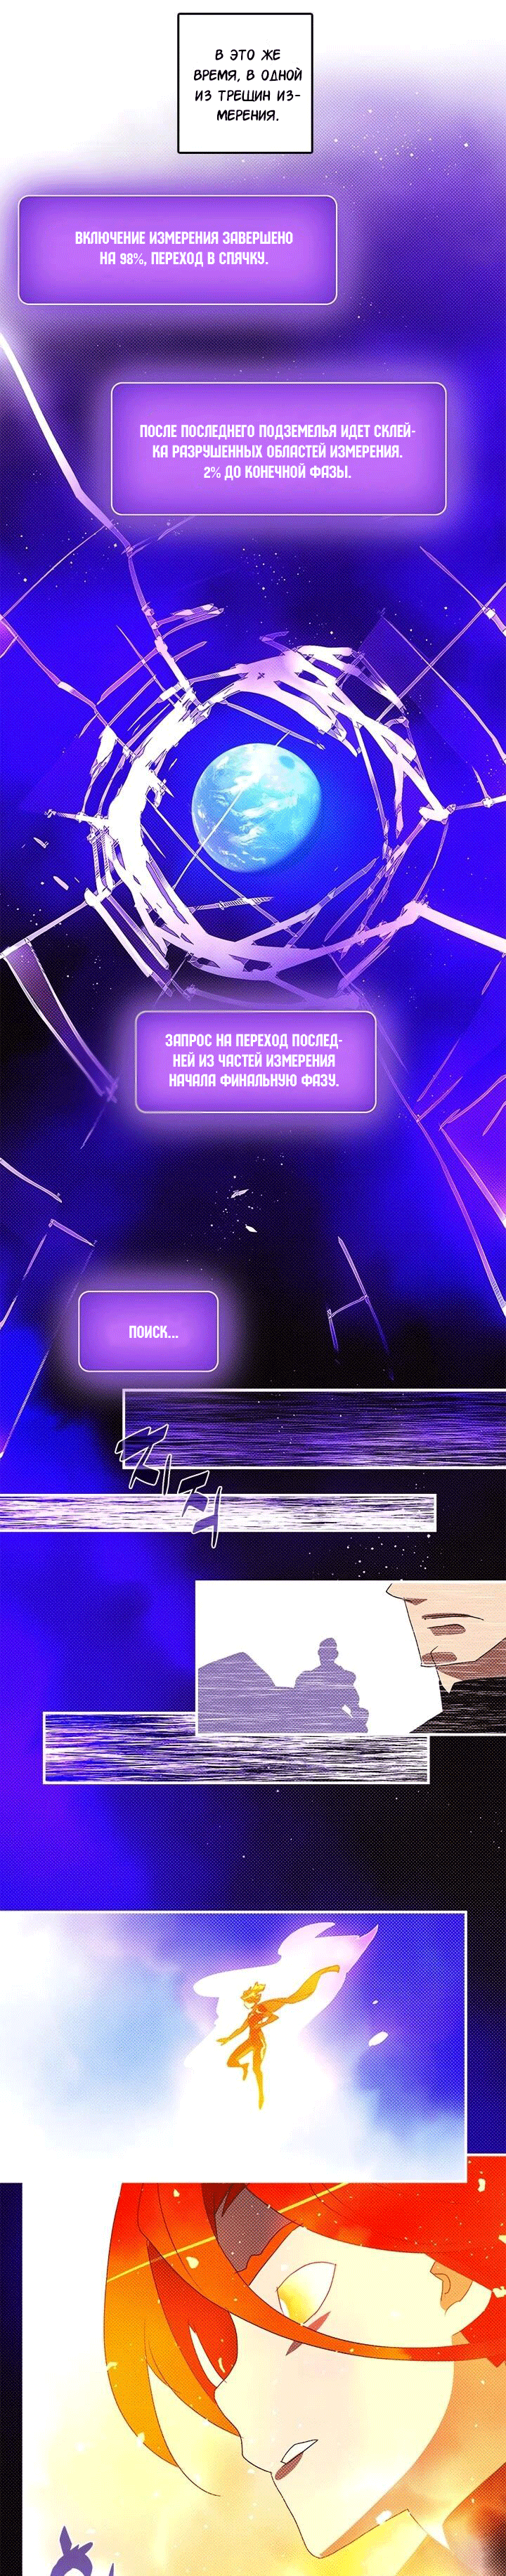 В ЭТО ЖЕ
ВРЕМЯ, В ОДНОЙ
ИЗ ТРЕЩИН ИЗ-
МЕРЕНИЯ.
ВКЛЮЧЕНИЕ ИЗМЕРЕНИЯ ЗАВЕРШЕНО
НА 98%, ПЕРЕХОД В СПЯЧКУ.
ПОСЛЕ ПОСЛЕДНЕГО ПОДЗЕМЕЛЬЯ ИДЕТ СКЛЕЙ-
КА РАЗРУШЕННЫХ ОБЛАСТЕЙ ИЗМЕРЕНИЯ.
2% ДО КОНЕЧНОЙ ФАЗЫ.
ЗАПРОС НА ПЕРЕХОД ПОСЛЕД-
НЕЙ ИЗ ЧАСТЕЙ ИЗМЕРЕНИЯ
НАЧАЛА ФИНАЛЬНУЮ ФАЗУ.
ПОИСК...
지직